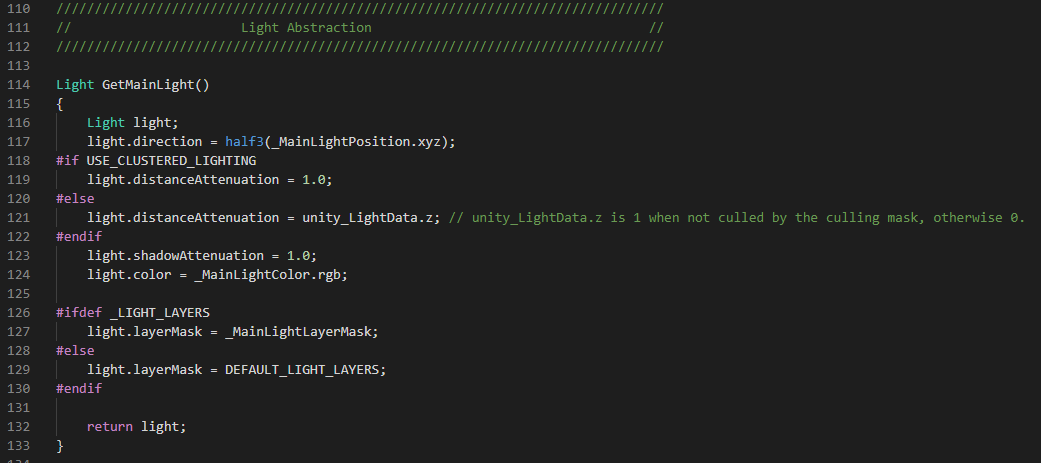 110 ////////////////////////////////////////////////////////////////////////////////
111 //                      Light Abstraction                                    //
112 ////////////////////////////////////////////////////////////////////////////////
113
114 Light GetMainLight()
115 {
116     Light light;
117     light.direction = half3(_MainLightPosition.xyz);
118 #if USE_CLUSTERED_LIGHTING
119     light.distanceAttenuation = 1.0;
120 #else
121     light.distanceAttenuation = unity_LightData.z; // unity_LightData.z is 1 when not culled by the culling mask, otherwise 0.
122 #endif
123     light.shadowAttenuation = 1.0;
124     light.color = _MainLightColor.rgb;
125
126 #ifdef _LIGHT_LAYERS
127     light.layerMask = _MainLightLayerMask;
128 #else
129     light.layerMask = DEFAULT_LIGHT_LAYERS;
130 #endif
131
132     return light;
133 }